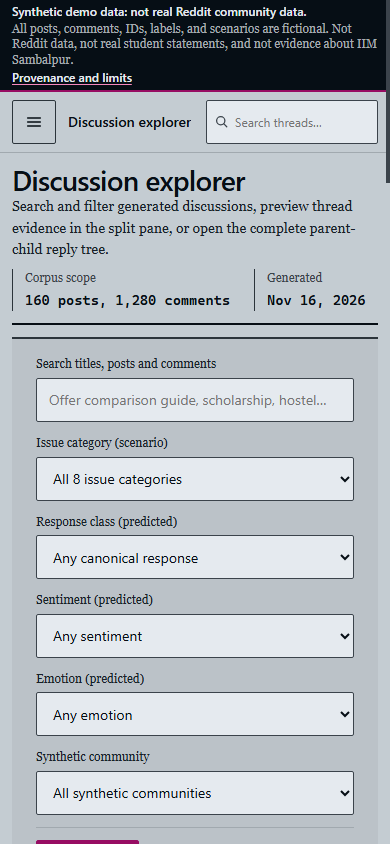 Synthetic demo data: not real Reddit community data.
All posts, comments, IDs, labels, and scenarios are fictional. Not
Reddit data, not real student statements, and not evidence about IIM
Sambalpur.
Provenance and limits
Discussion explorer
Search threads...
Discussion explorer
Search and filter generated discussions, preview thread
evidence in the split pane, or open the complete parent-
child reply tree.
Corpus scope
160 posts, 1,280 comments
Generated
Nov 16, 2026
Search titles, posts and comments
Offer comparison guide, scholarship, hostel...
Issue category (scenario)
All 8 issue categories
Response class (predicted)
Any canonical response
Sentiment (predicted)
Any sentiment
Emotion (predicted)
Any emotion
Synthetic community
All synthetic communities